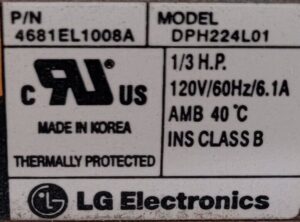 P/N
4681EL1008A
MODEL
DPH224L01
C RU US
MADE IN KOREA
THERMALLY PROTECTED
1/3 H.P.
120V/60Hz/6.1A
AMB 40 ℃
INS CLASS B
LG Electronics